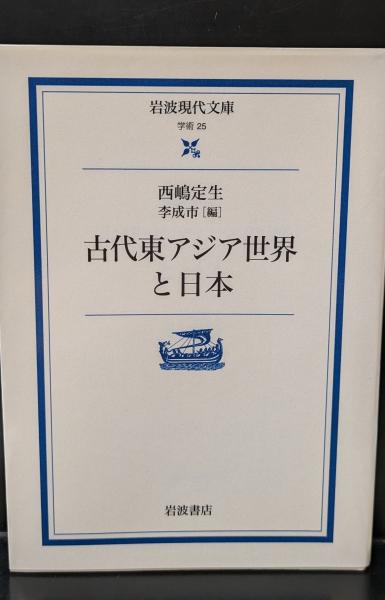 岩波現代文庫
学術 25
西嶋定生
李成市[編]
古代東アジア世界
と日本
岩波書店